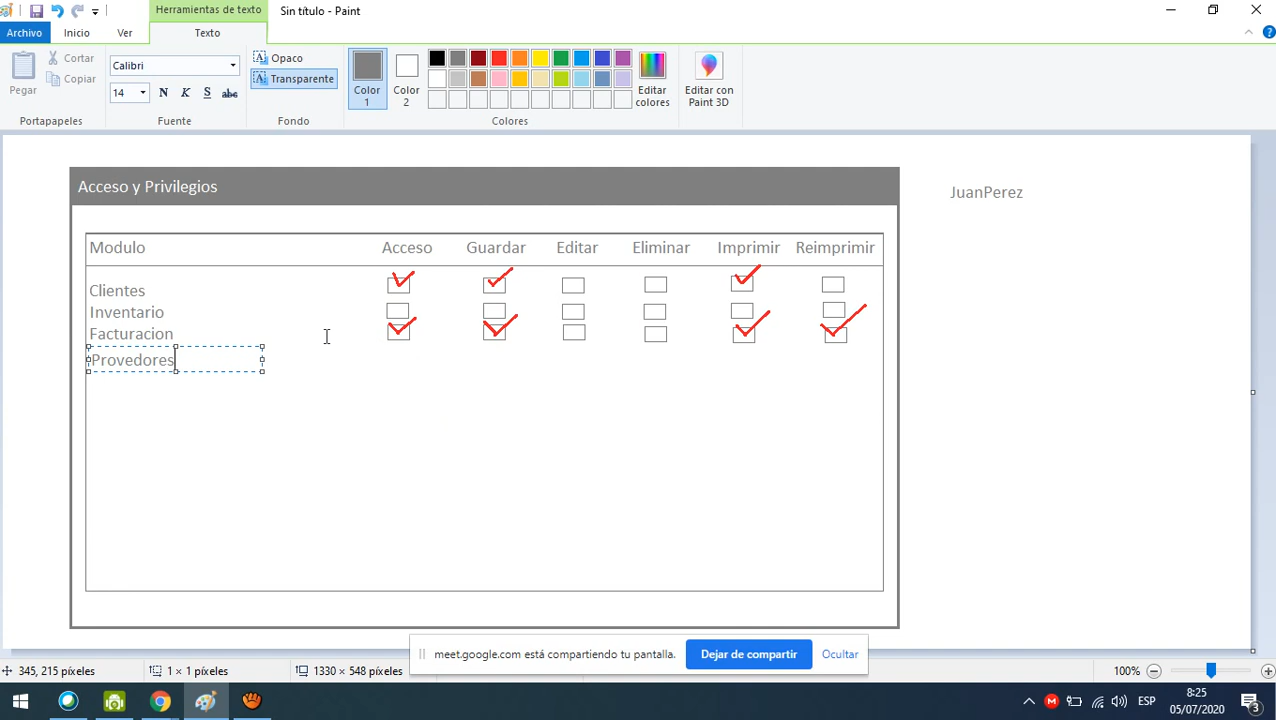 Herramientas de texto
Sin título - Paint
Archivo Inicio Ver Texto
Pegar
Cortar
Copiar
Portapapeles
Calibri
14
N K S abc
Fuente
Opaco
Transparente
Fondo
Color 1
Color 2
Colores
Editar colores
Editar con Paint 3D
Acceso y Privilegios
JuanPerez
Modulo Acceso Guardar Editar Eliminar Imprimir Reimprimir
Clientes
Inventario
Facturacion
Provedores
meet.google.com está compartiendo tu pantalla. Dejar de compartir Ocultar
345, 215 píxeles 1 × 1 píxeles 1330 × 548 píxeles 100%
ESP
8:25
05/07/2020
3